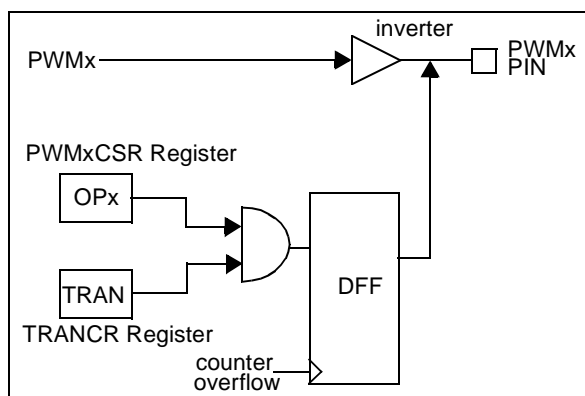 inverter
PWMx
PWMx
PIN
PWMxCSR Register
OPx
TRAN
TRANCR Register
DFF
counter
overflow